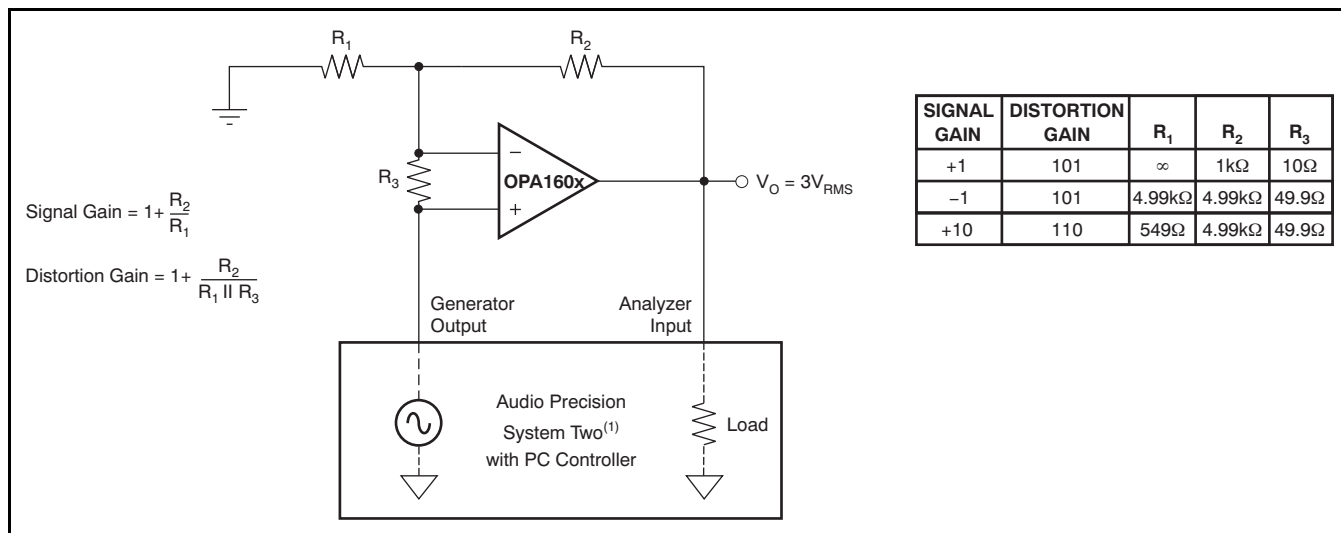 R1
R2
R3
−
+
OPA160x
VO = 3VRMS
Signal Gain = 1+ R2/R1
Distortion Gain = 1+ R2/(R1 II R3)
Generator
Output
Analyzer
Input
Audio Precision
System Two(1)
with PC Controller
Load
SIGNAL GAIN DISTORTION GAIN R1 R2 R3
+1 101 ∞ 1kΩ 10Ω
−1 101 4.99kΩ 4.99kΩ 49.9Ω
+10 110 549Ω 4.99kΩ 49.9Ω